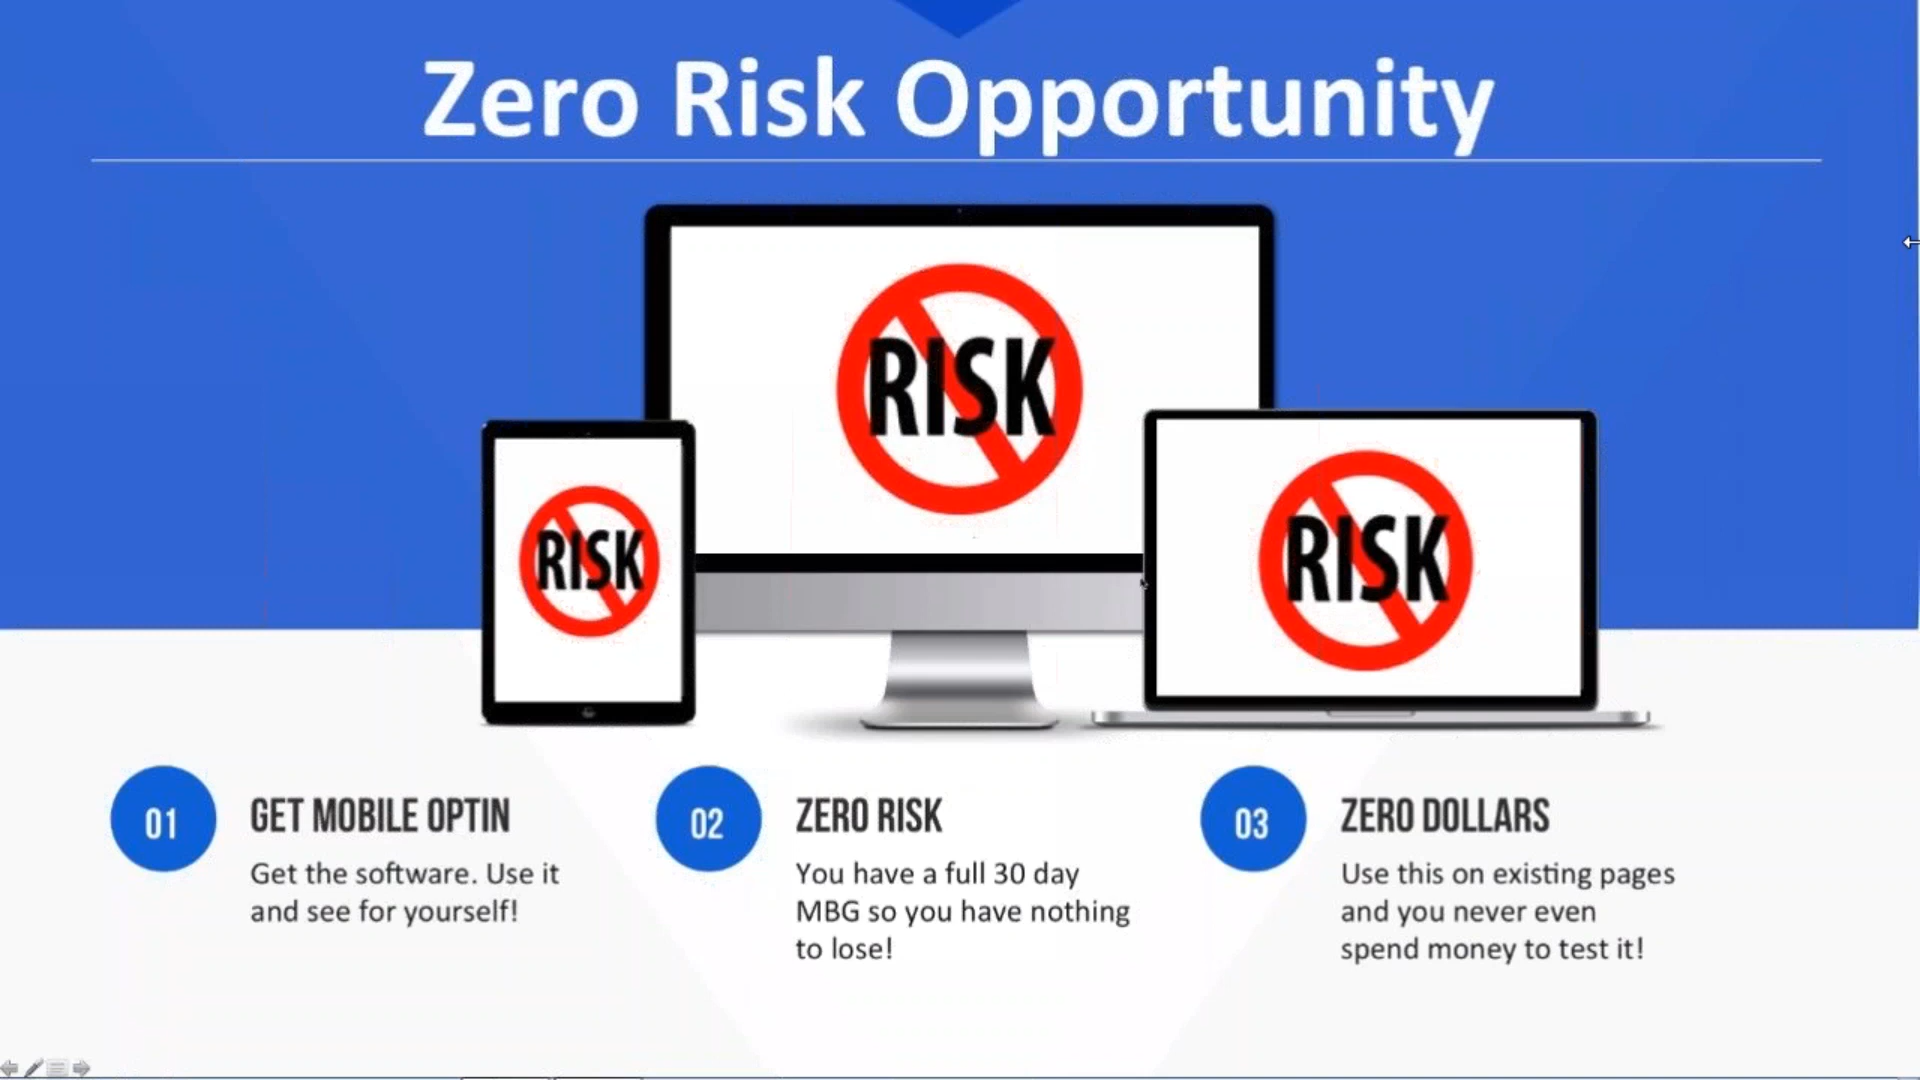 Zero Risk Opportunity
RISK
RISK
RISK
01
GET MOBILE OPTIN
Get the software. Use it
and see for yourself!
02
ZERO RISK
You have a full 30 day
MBG so you have nothing
to lose!
03
ZERO DOLLARS
Use this on existing pages
and you never even
spend money to test it!